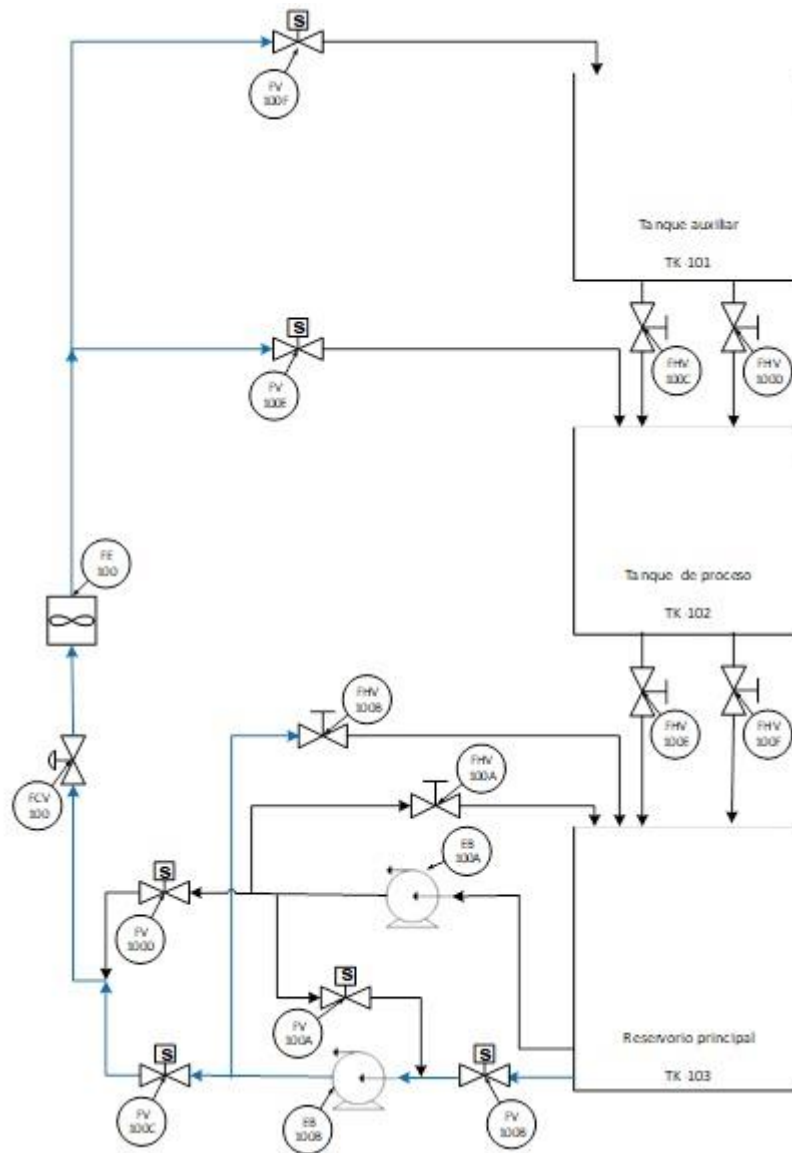 S
FV
100F
Tanque auxiliar
TK 101
S
FV
100E
FHV
100C
FHV
100D
FE
100
Tanque de proceso
TK 102
FHV
100B
FHV
100E
FHV
100F
FCV
100
FHV
100A
EB
100A
S
FV
100D
S
FV
100A
Reservorio principal
TK 103
S
FV
100C
EB
100B
S
FV
100B